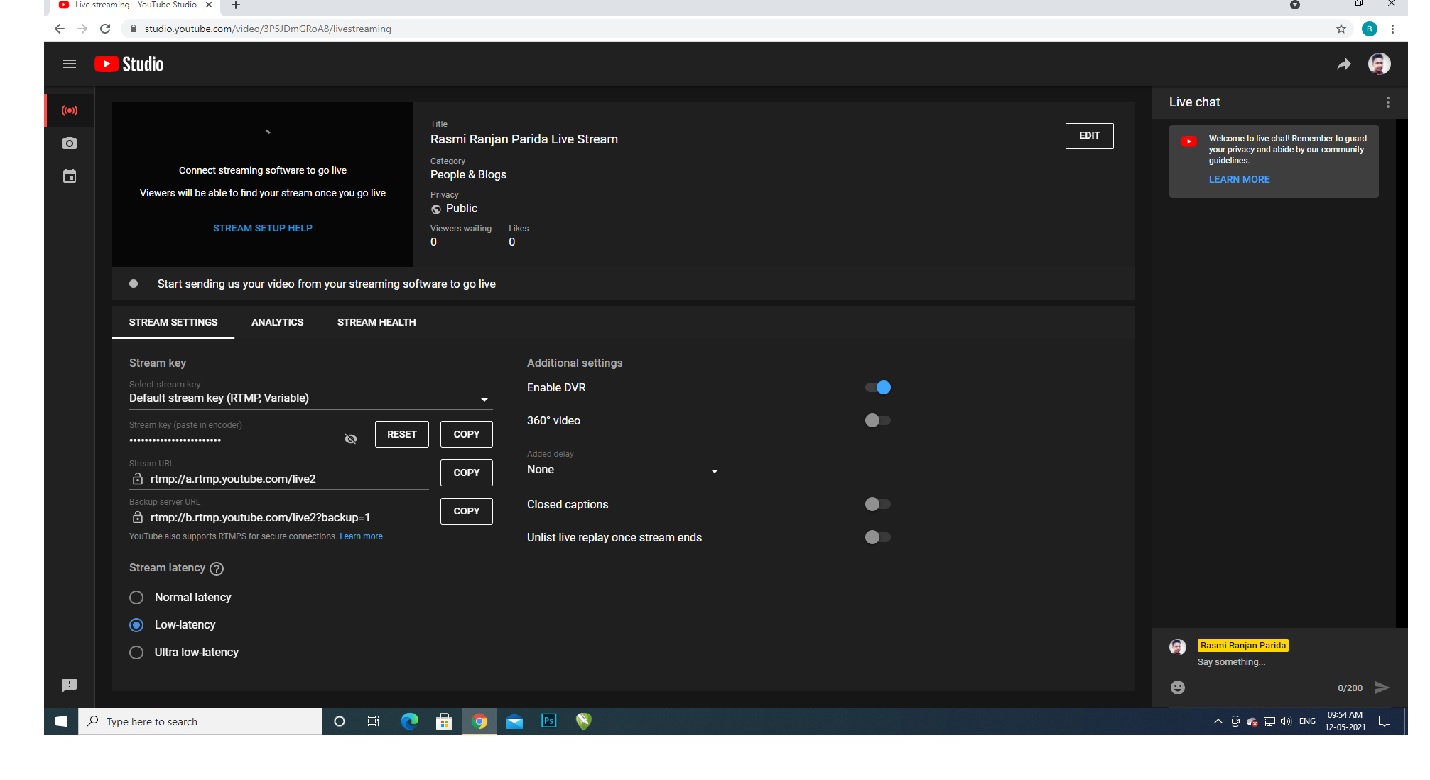 Live streaming - YouTube Studio
studio.youtube.com/video/3P5JDmGRoA8/livestreaming
R
Studio
Connect streaming software to go live
Viewers will be able to find your stream once you go live
STREAM SETUP HELP
Title
Rasmi Ranjan Parida Live Stream
EDIT
Category
People & Blogs
Privacy
Public
Viewers waiting Likes
0 0
Start sending us your video from your streaming software to go live
STREAM SETTINGS ANALYTICS STREAM HEALTH
Stream key
Select stream key
Default stream key (RTMP, Variable)
Stream key (paste in encoder)
••••••••••••••••••••••••
RESET COPY
Stream URL
rtmp://a.rtmp.youtube.com/live2
COPY
Backup server URL
rtmp://b.rtmp.youtube.com/live2?backup=1
COPY
YouTube also supports RTMPS for secure connections. Learn more
Stream latency ?
Normal latency
Low-latency
Ultra low-latency
Additional settings
Enable DVR
360° video
Added delay
None
Closed captions
Unlist live replay once stream ends
Live chat
Welcome to live chat! Remember to guard
your privacy and abide by our community
guidelines.
LEARN MORE
Rasmi Ranjan Parida
Say something...
0/200
Type here to search
Ps
ENG
09:54 AM
12-05-2021